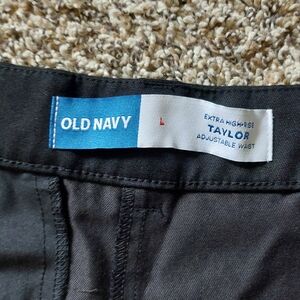 OLD NAVY
L
EXTRA HIGH-RISE
TAYLOR
ADJUSTABLE WAIST